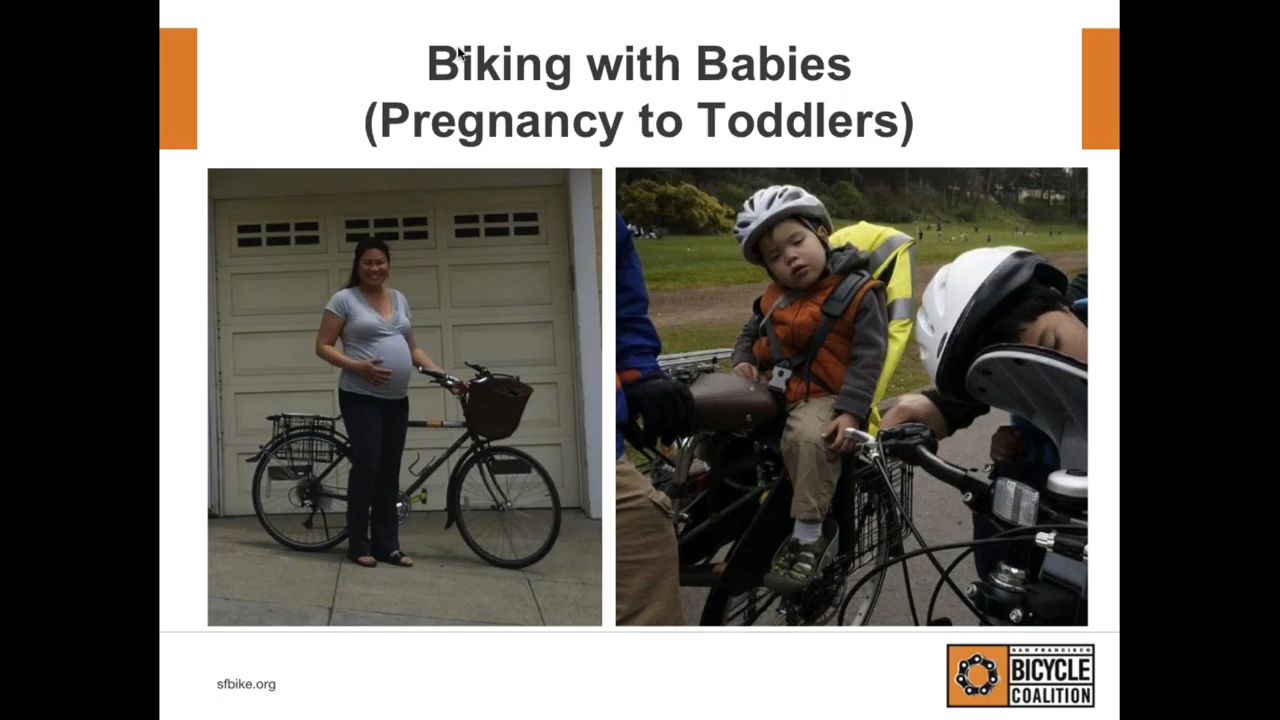 Biking with Babies
(Pregnancy to Toddlers)
sfbike.org
SAN FRANCISCO
BICYCLE
COALITION